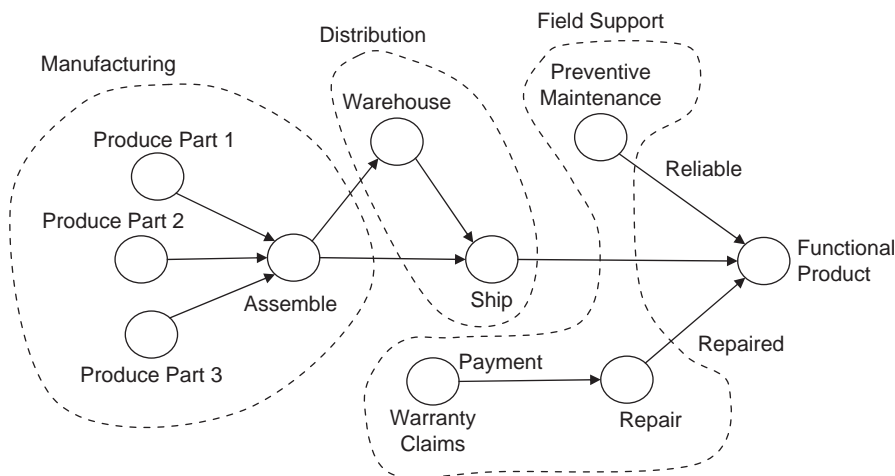 Field Support
Distribution
Manufacturing
Preventive
Maintenance
Warehouse
Produce Part 1
Reliable
Produce Part 2
Functional
Product
Assemble
Ship
Produce Part 3
Payment
Repaired
Warranty
Claims
Repair